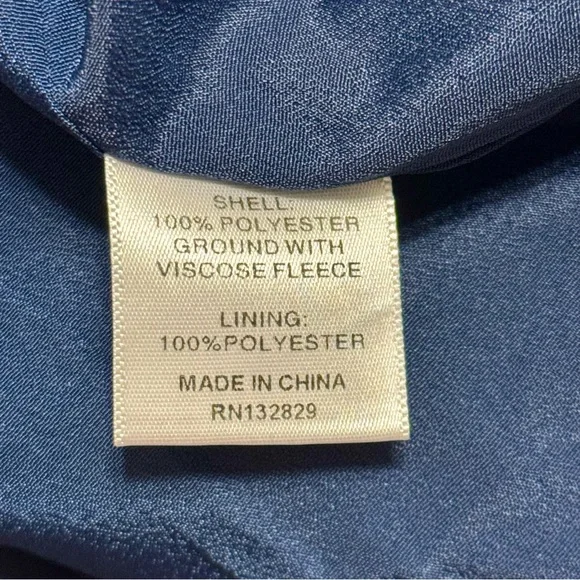 SHELL:
100% POLYESTER
GROUND WITH
VISCOSE FLEECE
LINING:
100%POLYESTER
MADE IN CHINA
RN132829